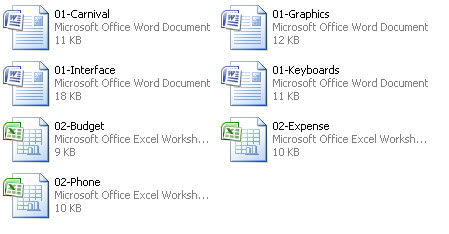 01-Carnival
Microsoft Office Word Document
11 KB
01-Graphics
Microsoft Office Word Document
12 KB
01-Interface
Microsoft Office Word Document
18 KB
01-Keyboards
Microsoft Office Word Document
11 KB
02-Budget
Microsoft Office Excel Worksh...
9 KB
02-Expense
Microsoft Office Excel Worksh...
10 KB
02-Phone
Microsoft Office Excel Worksh...
10 KB